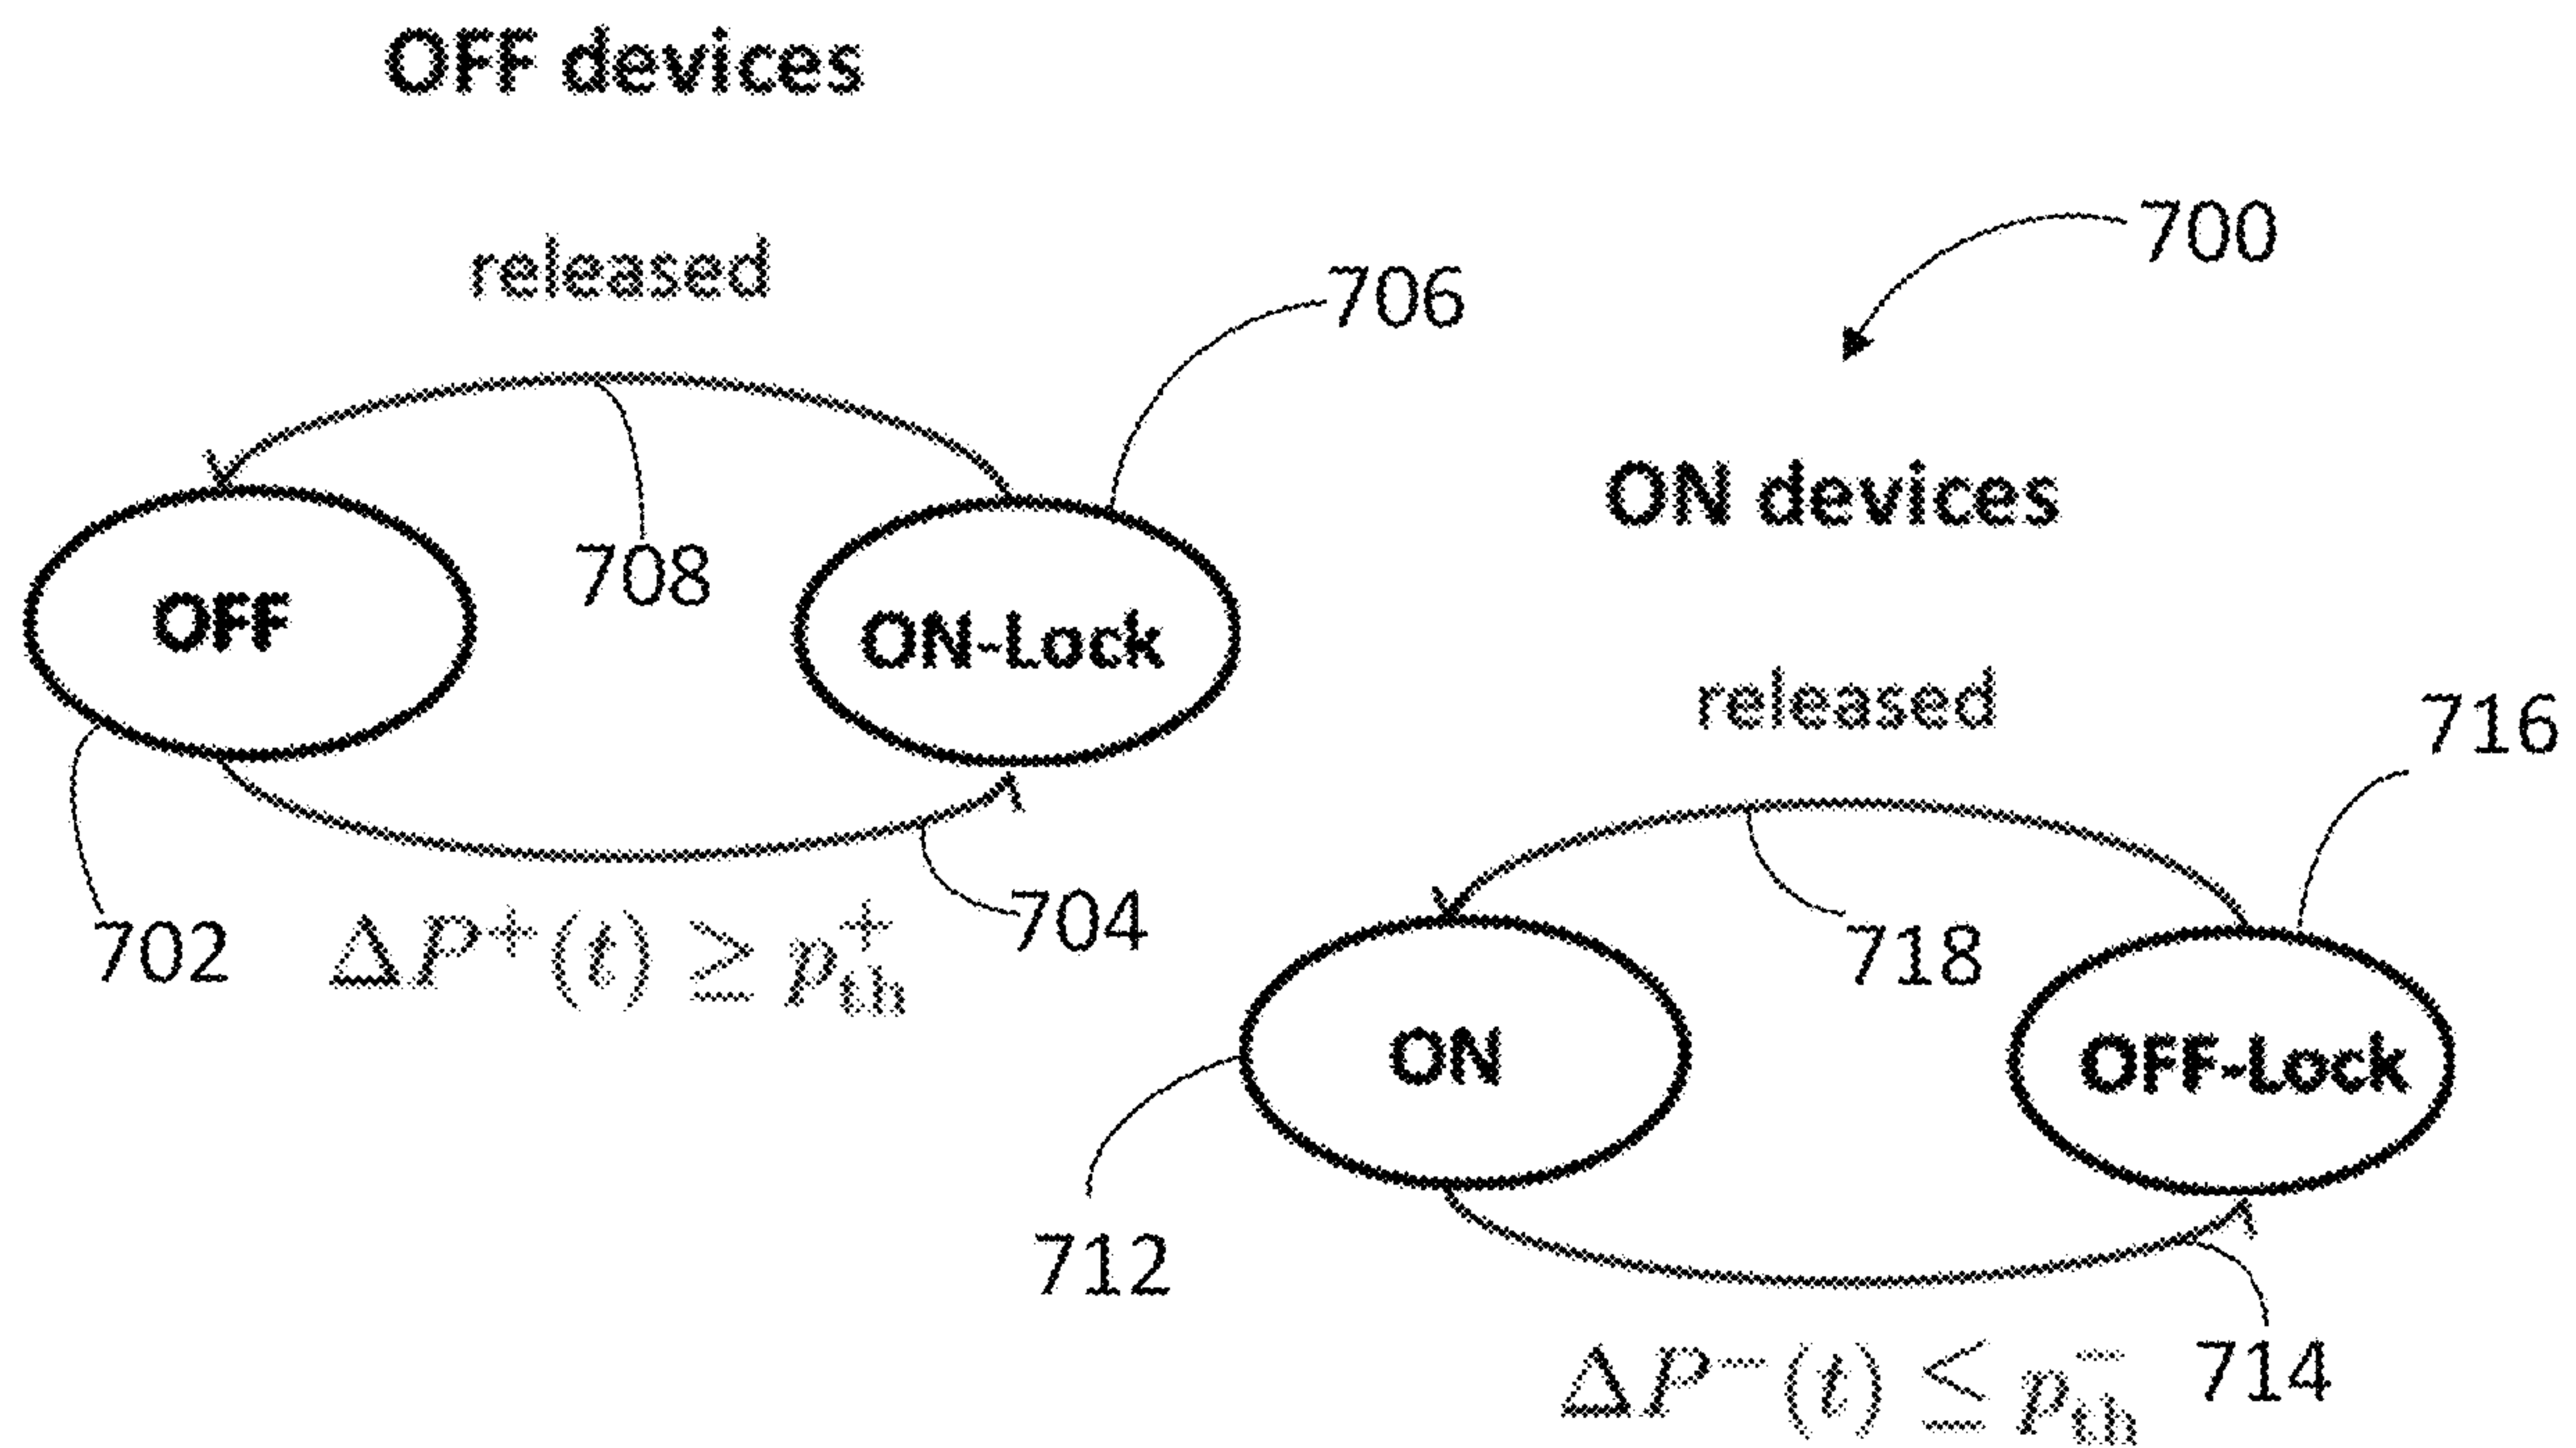 OFF devices
700
released
706
ON devices
708
OFF
ON-Lock
released
716
702
ΔP⁺(t) ≥ p⁺ₜₕ
704
718
ON
OFF-Lock
712
ΔP⁻(t) ≤ p⁻ₜₕ
714